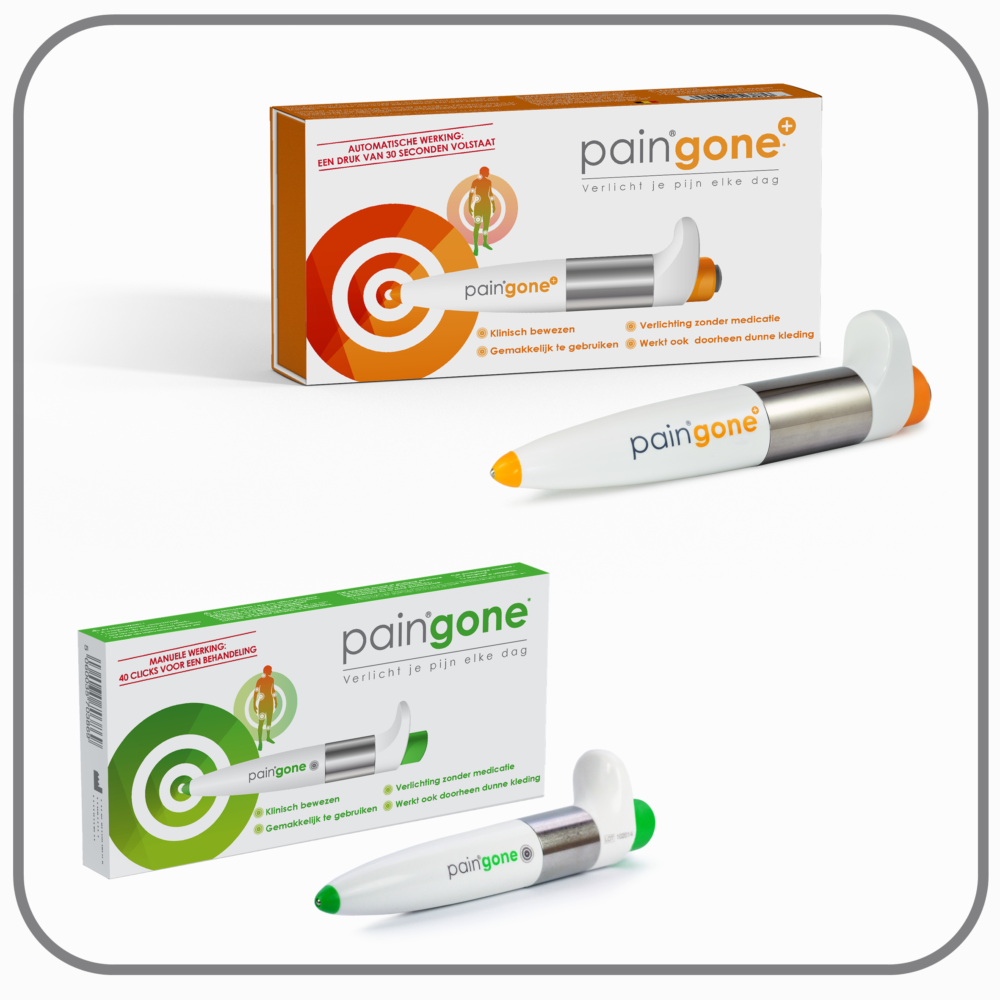 AUTOMATISCHE WERKING:
EEN DRUK VAN 30 SECONDEN VOLSTAAT
pain®gone+
Verlicht je pijn elke dag
pain®gone+
Klinisch bewezen
Verlichting zonder medicatie
Gemakkelijk te gebruiken
Werkt ook doorheen dunne kleding
pain®gone+
pain®gone
Verlicht je pijn elke dag
MANUELE WERKING:
40 CLICKS VOOR EEN BEHANDELING
pain®gone
Klinisch bewezen
Verlichting zonder medicatie
Gemakkelijk te gebruiken
Werkt ook doorheen dunne kleding
pain®gone